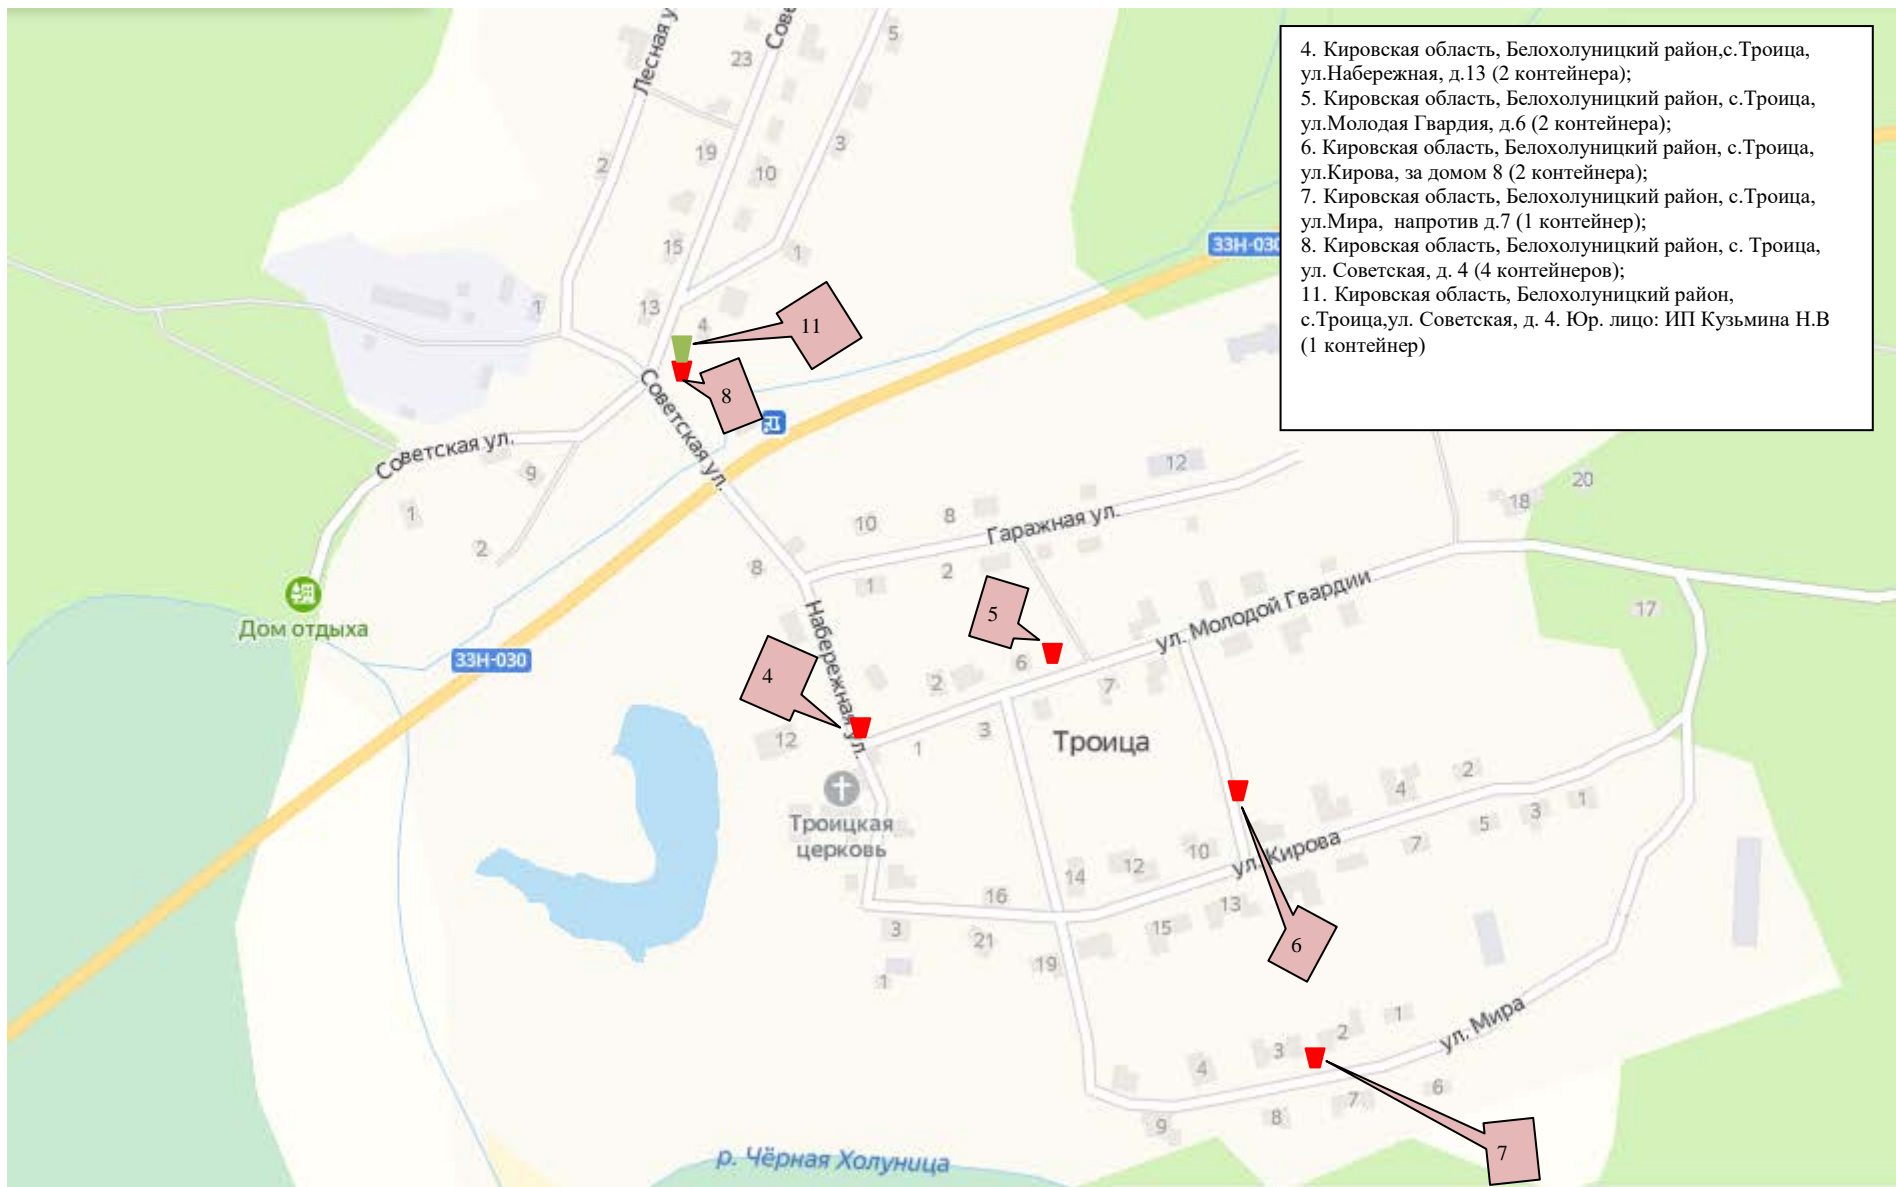 4. Кировская область, Белохолуницкий район,с.Троица,
ул.Набережная, д.13 (2 контейнера);
5. Кировская область, Белохолуницкий район, с.Троица,
ул.Молодая Гвардия, д.6 (2 контейнера);
6. Кировская область, Белохолуницкий район, с.Троица,
ул.Кирова, за домом 8 (2 контейнера);
7. Кировская область, Белохолуницкий район, с.Троица,
ул.Мира, напротив д.7 (1 контейнер);
8. Кировская область, Белохолуницкий район, с. Троица,
ул. Советская, д. 4 (4 контейнеров);
11. Кировская область, Белохолуницкий район,
с.Троица,ул. Советская, д. 4. Юр. лицо: ИП Кузьмина Н.В
(1 контейнер)
Лесная у
Сове
5
23
3
19
2
10
15
1
33Н-030
1
13
4
11
8
Советская ул.
Советская ул.
9
1
2
12
18
20
10
8
Гаражная ул.
8
1
2
Дом отдыха
33Н-030
Набережная ул.
5
ул. Молодой Гвардии
17
4
2
6
7
12
1
3
Троица
Троицкая
церковь
2
4
1
3
5
7
ул. Кирова
10
12
14
16
13
15
3
21
19
1
6
1
2
3
4
ул. Мира
6
7
8
9
7
р. Чёрная Холуница